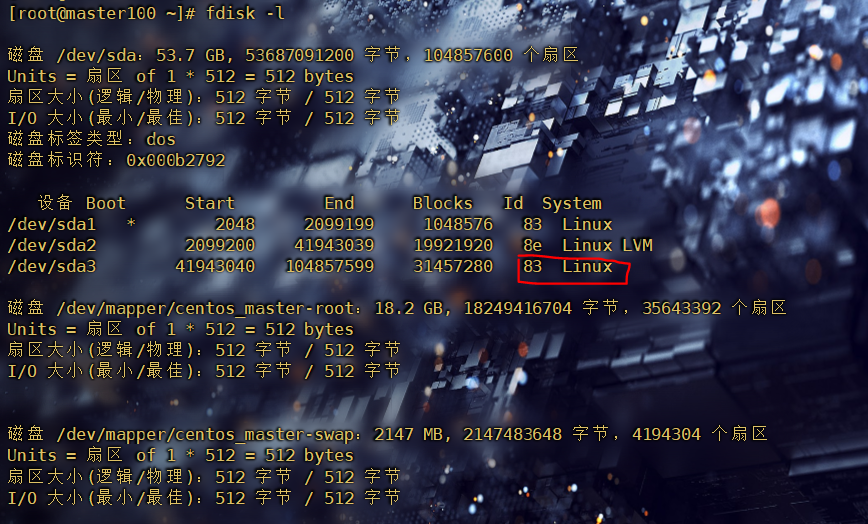 [root@master100 ~]# fdisk -l
磁盘 /dev/sda：53.7 GB, 53687091200 字节，104857600 个扇区
Units = 扇区 of 1 * 512 = 512 bytes
扇区大小(逻辑/物理)：512 字节 / 512 字节
I/O 大小(最小/最佳)：512 字节 / 512 字节
磁盘标签类型：dos
磁盘标识符：0x000b2792
设备 Boot      Start         End      Blocks   Id  System
/dev/sda1   *        2048     2099199     1048576   83  Linux
/dev/sda2         2099200    41943039    19921920   8e  Linux LVM
/dev/sda3        41943040   104857599    31457280   83  Linux
磁盘 /dev/mapper/centos_master-root：18.2 GB, 18249416704 字节，35643392 个扇区
Units = 扇区 of 1 * 512 = 512 bytes
扇区大小(逻辑/物理)：512 字节 / 512 字节
I/O 大小(最小/最佳)：512 字节 / 512 字节
磁盘 /dev/mapper/centos_master-swap：2147 MB, 2147483648 字节，4194304 个扇区
Units = 扇区 of 1 * 512 = 512 bytes
扇区大小(逻辑/物理)：512 字节 / 512 字节
I/O 大小(最小/最佳)：512 字节 / 512 字节